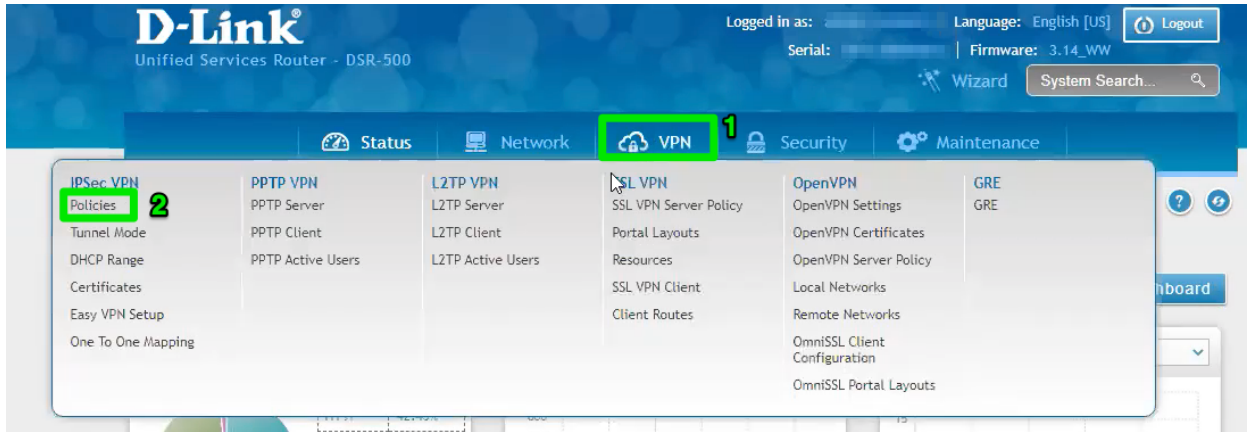 D-Link®
Unified Services Router - DSR-500
Logged in as:
Language: English [US]
Logout
Serial:
Firmware: 3.14_WW
Wizard
System Search...
Status
Network
VPN
1
Security
Maintenance
IPSec VPN
Policies
2
Tunnel Mode
DHCP Range
Certificates
Easy VPN Setup
One To One Mapping
PPTP VPN
PPTP Server
PPTP Client
PPTP Active Users
L2TP VPN
L2TP Server
L2TP Client
L2TP Active Users
SSL VPN
SSL VPN Server Policy
Portal Layouts
Resources
SSL VPN Client
Client Routes
OpenVPN
OpenVPN Settings
OpenVPN Certificates
OpenVPN Server Policy
Local Networks
Remote Networks
OmniSSL Client
Configuration
OmniSSL Portal Layouts
GRE
GRE
?
hboard